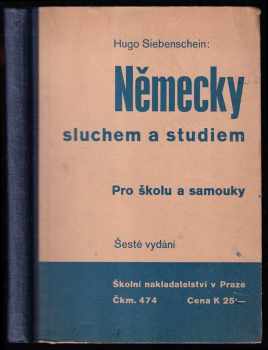 Hugo Siebenschein:
Německy
sluchem a studiem
Pro školu a samouky
Šesté vydání
Školní nakladatelství v Praze
Čkm. 474 Cena K 25·—